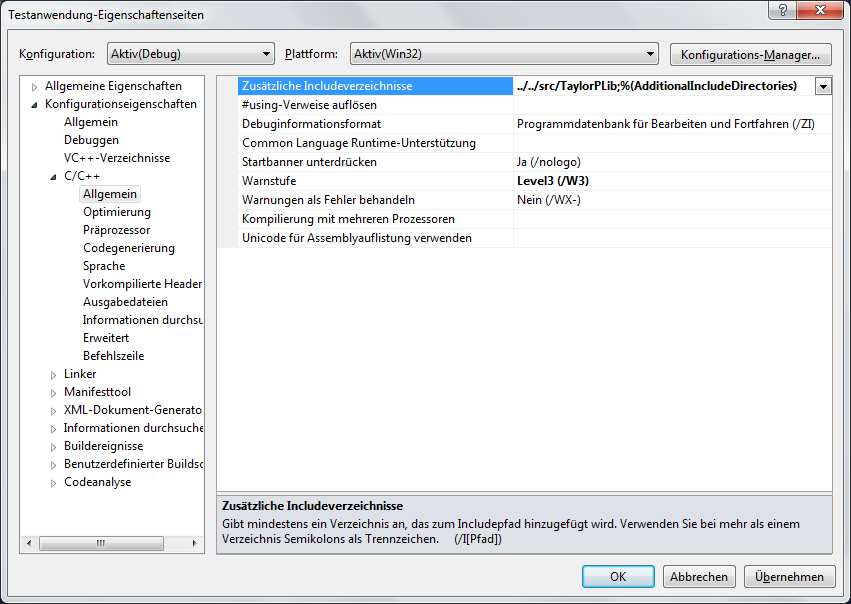 Testanwendung-Eigenschaftenseiten
Konfiguration: Aktiv(Debug) Plattform: Aktiv(Win32) Konfigurations-Manager...
Allgemeine Eigenschaften
Konfigurationseigenschaften
Allgemein
Debuggen
VC++-Verzeichnisse
C/C++
Allgemein
Optimierung
Präprozessor
Codegenerierung
Sprache
Vorkompilierte Header
Ausgabedateien
Informationen durchsu
Erweitert
Befehlszeile
Linker
Manifesttool
XML-Dokument-Generato
Informationen durchsuche
Buildereignisse
Benutzerdefinierter Buildsc
Codeanalyse
Zusätzliche Includeverzeichnisse ../../src/TaylorPLib;%(AdditionalIncludeDirectories)
#using-Verweise auflösen
Debuginformationsformat Programmdatenbank für Bearbeiten und Fortfahren (/ZI)
Common Language Runtime-Unterstützung
Startbanner unterdrücken Ja (/nologo)
Warnstufe Level3 (/W3)
Warnungen als Fehler behandeln Nein (/WX-)
Kompilierung mit mehreren Prozessoren
Unicode für Assemblyauflistung verwenden
Zusätzliche Includeverzeichnisse
Gibt mindestens ein Verzeichnis an, das zum Includepfad hinzugefügt wird. Verwenden Sie bei mehr als einem
Verzeichnis Semikolons als Trennzeichen. (/I[Pfad])
OK Abbrechen Übernehmen